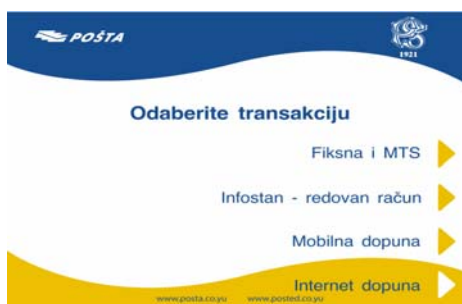 POŠTA
1921
Odaberite transakciju
Fiksna i MTS
Infostan - redovan račun
Mobilna dopuna
Internet dopuna
www.posta.co.yu www.posted.co.yu